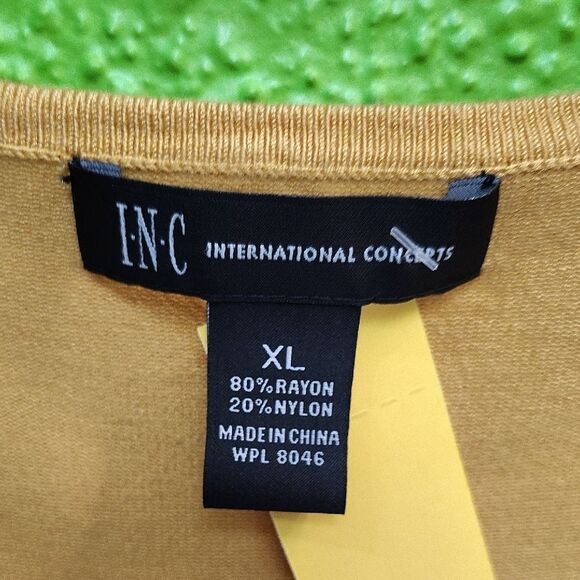 I·N·C INTERNATIONAL CONCEPTS
XL
80% RAYON
20% NYLON
MADE IN CHINA
WPL 8046